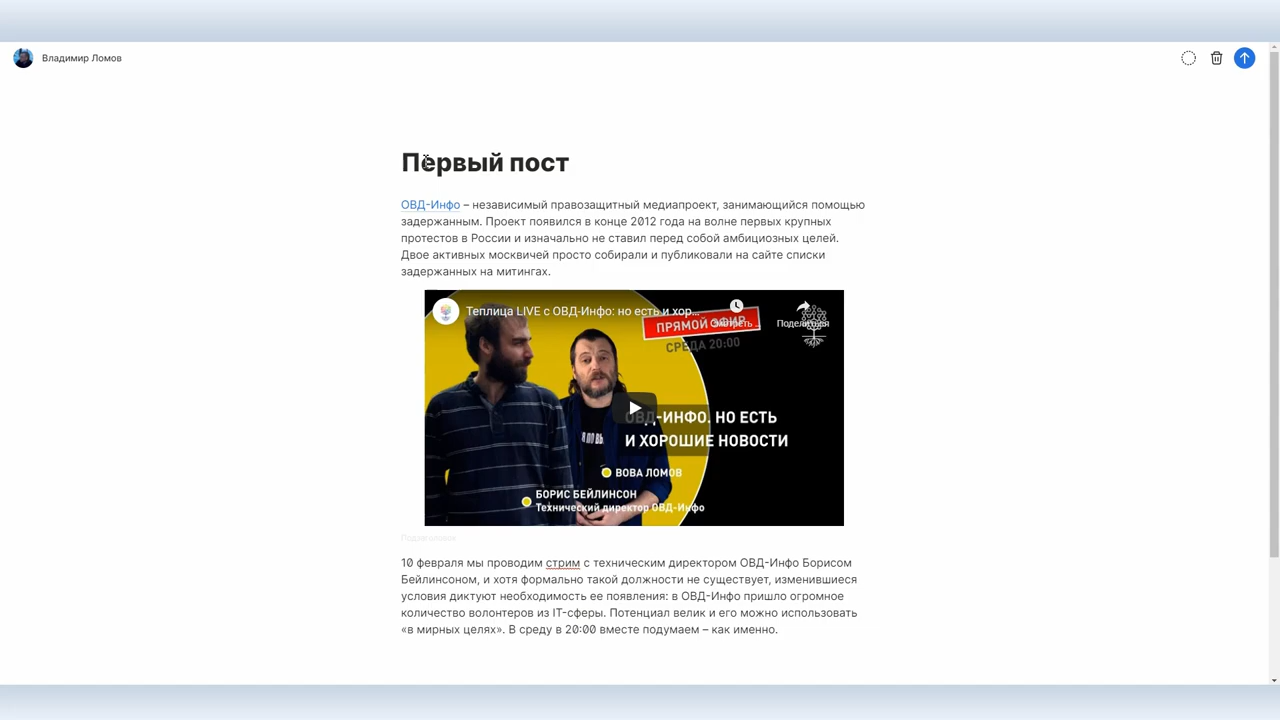 Владимир Ломов
Первый пост
ОВД-Инфо – независимый правозащитный медиапроект, занимающийся помощью
задержанным. Проект появился в конце 2012 года на волне первых крупных
протестов в России и изначально не ставил перед собой амбициозных целей.
Двое активных москвичей просто собирали и публиковали на сайте списки
задержанных на митингах.
Теплица LIVE с ОВД-Инфо: но есть и хор...
Смотреть ...
Поделиться
ПРЯМОЙ ЭФИР
СРЕДА 20:00
ОВД-ИНФО. НО ЕСТЬ
И ХОРОШИЕ НОВОСТИ
ВОВА ЛОМОВ
БОРИС БЕЙЛИНСОН
Технический директор ОВД-Инфо
Подзаголовок
10 февраля мы проводим стрим с техническим директором ОВД-Инфо Борисом
Бейлинсоном, и хотя формально такой должности не существует, изменившиеся
условия диктуют необходимость ее появления: в ОВД-Инфо пришло огромное
количество волонтеров из IT-сферы. Потенциал велик и его можно использовать
«в мирных целях». В среду в 20:00 вместе подумаем – как именно.